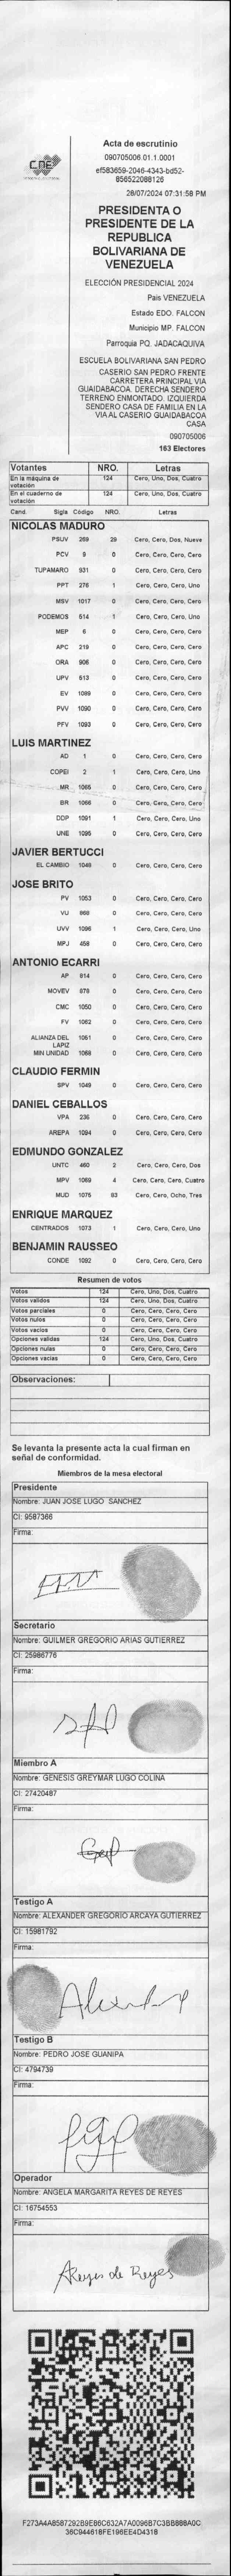 CNE
Acta de escrutinio
090705006.01.1.0001
ef583659-2046-4343-bd52-
856522088126
28/07/2024 07:31:58 PM
PRESIDENTA O
PRESIDENTE DE LA
REPUBLICA
BOLIVARIANA DE
VENEZUELA
ELECCIÓN PRESIDENCIAL 2024
País VENEZUELA
Estado EDO. FALCON
Municipio MP. FALCON
Parroquia PQ. JADACAQUIVA
ESCUELA BOLIVARIANA SAN PEDRO
CASERIO SAN PEDRO FRENTE
CARRETERA PRINCIPAL VIA
GUAIDABACOA. DERECHA SENDERO
TERRENO ENMONTADO. IZQUIERDA
SENDERO CASA DE FAMILIA EN LA
VIA AL CASERIO GUAIDABACOA
CASA
090705006
163 Electores
Votantes NRO. Letras
En la máquina de votación 124 Cero, Uno, Dos, Cuatro
En el cuaderno de votación 124 Cero, Uno, Dos, Cuatro
Cand. Sigla Código NRO. Letras
NICOLAS MADURO
PSUV 269 29 Cero, Cero, Dos, Nueve
PCV 9 0 Cero, Cero, Cero, Cero
TUPAMARO 931 0 Cero, Cero, Cero, Cero
PPT 276 1 Cero, Cero, Cero, Uno
MSV 1017 0 Cero, Cero, Cero, Cero
PODEMOS 514 1 Cero, Cero, Cero, Uno
MEP 6 0 Cero, Cero, Cero, Cero
APC 219 0 Cero, Cero, Cero, Cero
ORA 906 0 Cero, Cero, Cero, Cero
UPV 513 0 Cero, Cero, Cero, Cero
EV 1089 0 Cero, Cero, Cero, Cero
PVV 1090 0 Cero, Cero, Cero, Cero
PFV 1093 0 Cero, Cero, Cero, Cero
LUIS MARTINEZ
AD 1 0 Cero, Cero, Cero, Cero
COPEI 2 1 Cero, Cero, Cero, Uno
MR 1065 0 Cero, Cero, Cero, Cero
BR 1066 0 Cero, Cero, Cero, Cero
DDP 1091 1 Cero, Cero, Cero, Uno
UNE 1095 0 Cero, Cero, Cero, Cero
JAVIER BERTUCCI
EL CAMBIO 1048 0 Cero, Cero, Cero, Cero
JOSE BRITO
PV 1053 0 Cero, Cero, Cero, Cero
VU 868 0 Cero, Cero, Cero, Cero
UVV 1096 1 Cero, Cero, Cero, Uno
MPJ 458 0 Cero, Cero, Cero, Cero
ANTONIO ECARRI
AP 814 0 Cero, Cero, Cero, Cero
MOVEV 878 0 Cero, Cero, Cero, Cero
CMC 1050 0 Cero, Cero, Cero, Cero
FV 1062 0 Cero, Cero, Cero, Cero
ALIANZA DEL LAPIZ 1051 0 Cero, Cero, Cero, Cero
MIN UNIDAD 1068 0 Cero, Cero, Cero, Cero
CLAUDIO FERMIN
SPV 1049 0 Cero, Cero, Cero, Cero
DANIEL CEBALLOS
VPA 236 0 Cero, Cero, Cero, Cero
AREPA 1094 0 Cero, Cero, Cero, Cero
EDMUNDO GONZALEZ
UNTC 460 2 Cero, Cero, Cero, Dos
MPV 1069 4 Cero, Cero, Cero, Cuatro
MUD 1075 83 Cero, Cero, Ocho, Tres
ENRIQUE MARQUEZ
CENTRADOS 1073 1 Cero, Cero, Cero, Uno
BENJAMIN RAUSSEO
CONDE 1092 0 Cero, Cero, Cero, Cero
Resumen de votos
Votos 124 Cero, Uno, Dos, Cuatro
Votos validos 124 Cero, Uno, Dos, Cuatro
Votos parciales 0 Cero, Cero, Cero, Cero
Votos nulos 0 Cero, Cero, Cero, Cero
Votos vacios 0 Cero, Cero, Cero, Cero
Opciones validas 124 Cero, Uno, Dos, Cuatro
Opciones nulas 0 Cero, Cero, Cero, Cero
Opciones vacias 0 Cero, Cero, Cero, Cero
Observaciones:
Se levanta la presente acta la cual firman en
señal de conformidad.
Miembros de la mesa electoral
Presidente
Nombre: JUAN JOSE LUGO SANCHEZ
CI: 9587366
Firma:
Secretario
Nombre: GUILMER GREGORIO ARIAS GUTIERREZ
CI: 25986776
Firma:
Miembro A
Nombre: GENESIS GREYMAR LUGO COLINA
CI: 27420487
Firma:
Testigo A
Nombre: ALEXANDER GREGORIO ARCAYA GUTIERREZ
CI: 15981792
Firma:
Testigo B
Nombre: PEDRO JOSE GUANIPA
CI: 4794739
Firma:
Operador
Nombre: ANGELA MARGARITA REYES DE REYES
CI: 16754553
Firma:
AReyes de Reyes
F273A4A8587292B9E86C632A7A0096B7C3BB888A0C
36C944618FE196EE4D4318